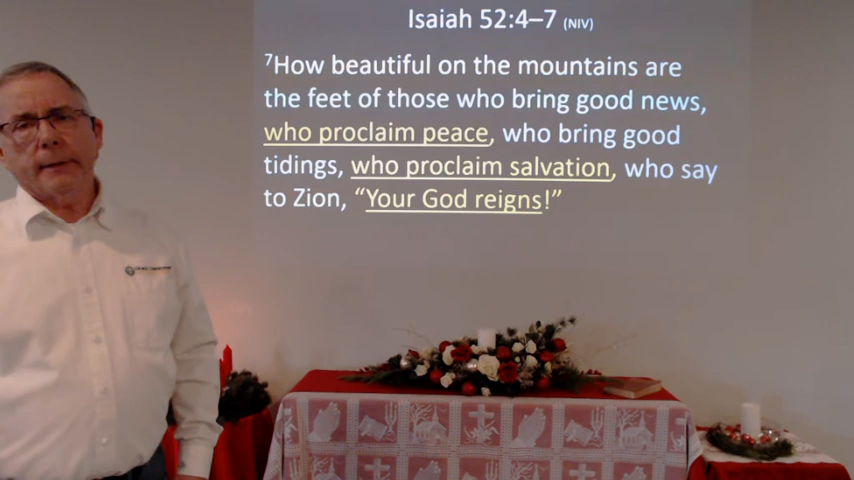 Isaiah 52:4–7 (NIV)
⁷How beautiful on the mountains are
the feet of those who bring good news,
who proclaim peace, who bring good
tidings, who proclaim salvation, who say
to Zion, “Your God reigns!”